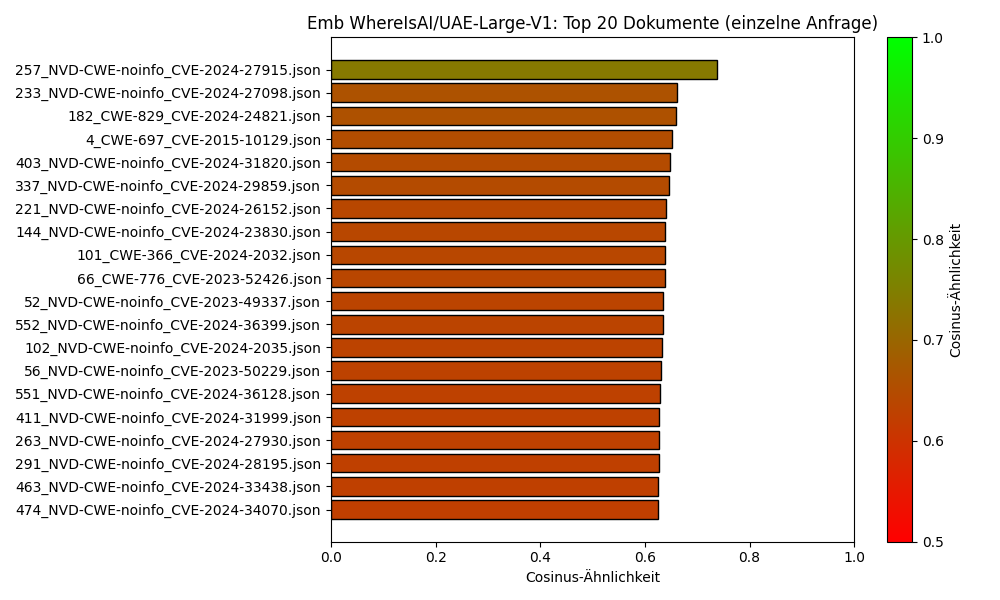 Emb WhereIsAI/UAE-Large-V1: Top 20 Dokumente (einzelne Anfrage)
257_NVD-CWE-noinfo_CVE-2024-27915.json
233_NVD-CWE-noinfo_CVE-2024-27098.json
182_CWE-829_CVE-2024-24821.json
4_CWE-697_CVE-2015-10129.json
403_NVD-CWE-noinfo_CVE-2024-31820.json
337_NVD-CWE-noinfo_CVE-2024-29859.json
221_NVD-CWE-noinfo_CVE-2024-26152.json
144_NVD-CWE-noinfo_CVE-2024-23830.json
101_CWE-366_CVE-2024-2032.json
66_CWE-776_CVE-2023-52426.json
52_NVD-CWE-noinfo_CVE-2023-49337.json
552_NVD-CWE-noinfo_CVE-2024-36399.json
102_NVD-CWE-noinfo_CVE-2024-2035.json
56_NVD-CWE-noinfo_CVE-2023-50229.json
551_NVD-CWE-noinfo_CVE-2024-36128.json
411_NVD-CWE-noinfo_CVE-2024-31999.json
263_NVD-CWE-noinfo_CVE-2024-27930.json
291_NVD-CWE-noinfo_CVE-2024-28195.json
463_NVD-CWE-noinfo_CVE-2024-33438.json
474_NVD-CWE-noinfo_CVE-2024-34070.json
0.0 0.2 0.4 0.6 0.8 1.0
Cosinus-Ähnlichkeit
1.0
0.9
0.8
0.7
0.6
0.5
Cosinus-Ähnlichkeit